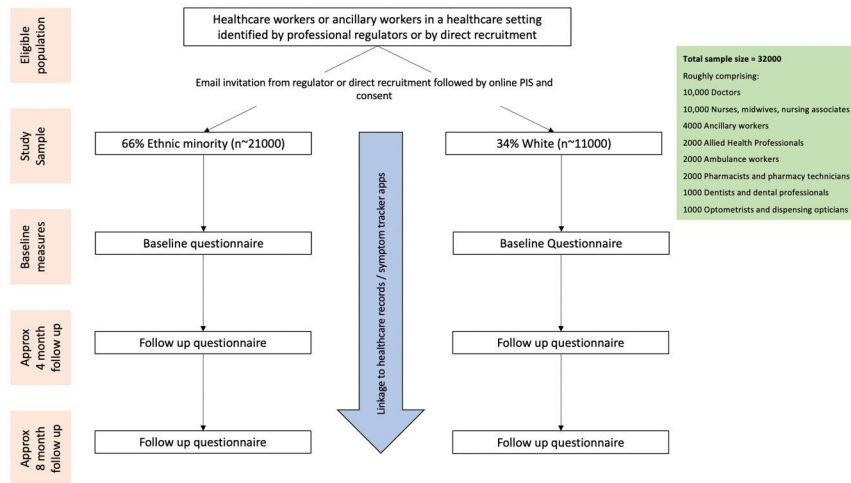 Eligible
population
Healthcare workers or ancillary workers in a healthcare setting
identified by professional regulators or by direct recruitment
Email invitation from regulator or direct recruitment followed by online PIS and
consent
Study
Sample
66% Ethnic minority (n~21000)
34% White (n~11000)
Baseline
measures
Baseline questionnaire
Baseline Questionnaire
Approx
4 month
follow up
Follow up questionnaire
Follow up questionnaire
Approx
8 month
follow up
Follow up questionnaire
Follow up questionnaire
Linkage to healthcare records / symptom tracker apps
Total sample size = 32000
Roughly comprising:
10,000 Doctors
10,000 Nurses, midwives, nursing associates
4000 Ancillary workers
2000 Allied Health Professionals
2000 Ambulance workers
2000 Pharmacists and pharmacy technicians
1000 Dentists and dental professionals
1000 Optometrists and dispensing opticians